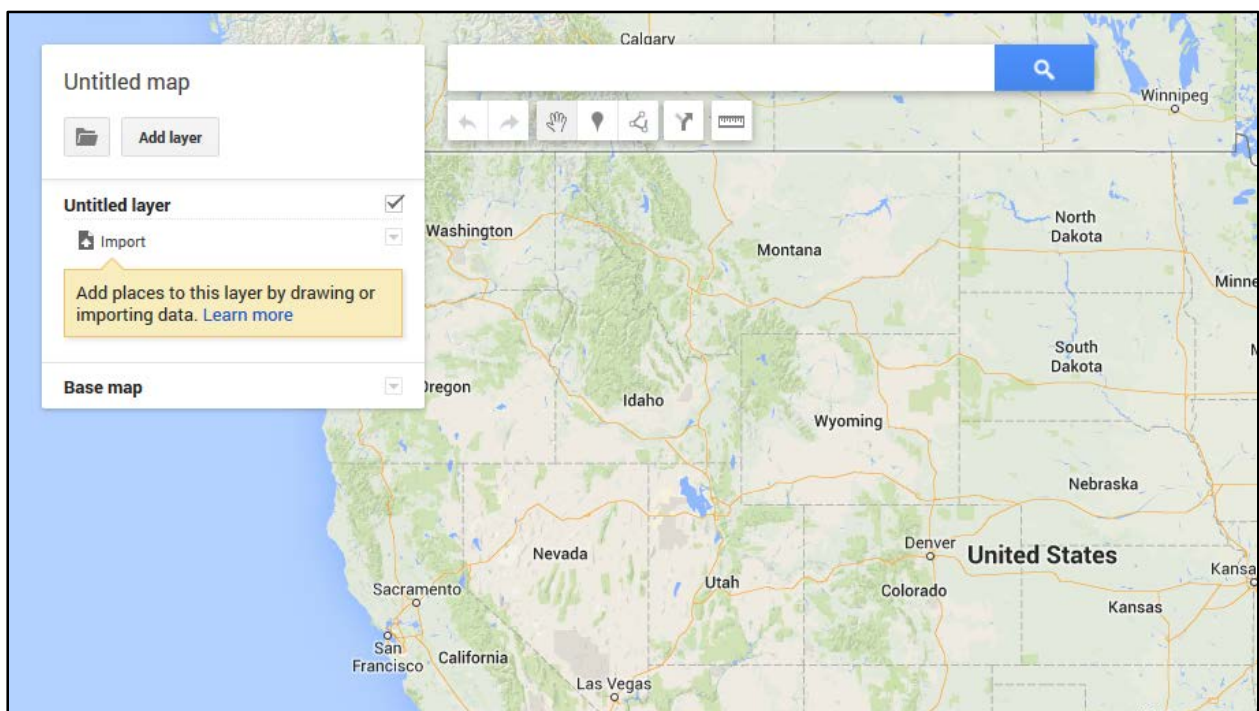 Untitled map
Add layer
Untitled layer
Import
Add places to this layer by drawing or
importing data. Learn more
Base map
Calgary
Winnipeg
Washington
Montana
North
Dakota
Minne
South
Dakota
Oregon
Idaho
Wyoming
Nebraska
Nevada
Utah
Denver
United States
Colorado
Kansa
Kansas
Sacramento
San
Francisco
California
Las Vegas